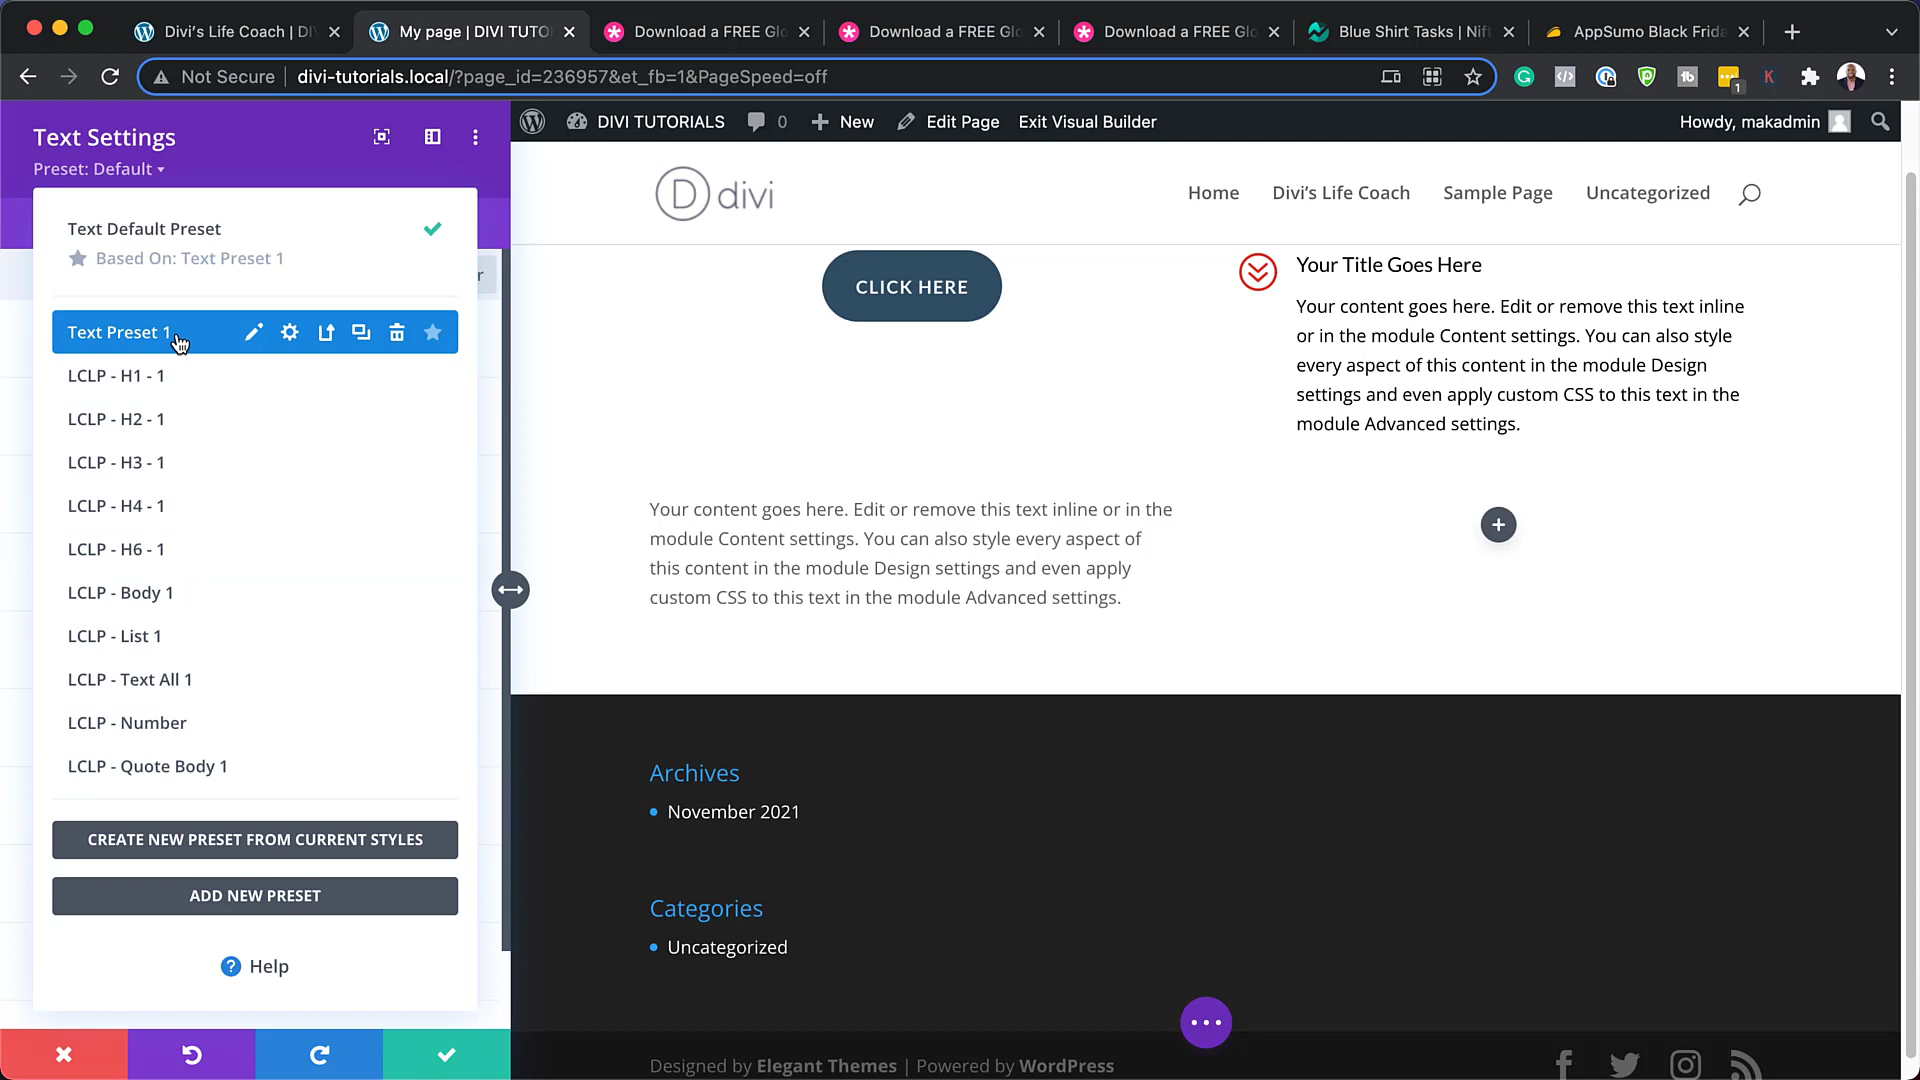 Divi's Life Coach | DI
My page | DIVI TUTO
Download a FREE Glo
Download a FREE Glo
Download a FREE Glo
Blue Shirt Tasks | Nift
AppSumo Black Frida
Not Secure
divi-tutorials.local/?page_id=236957&et_fb=1&PageSpeed=off
1
DIVI TUTORIALS
0
New
Edit Page
Exit Visual Builder
Howdy, makadmin
Text Settings
Preset: Default
Text Default Preset
Based On: Text Preset 1
r
Text Preset 1
LCLP - H1 - 1
LCLP - H2 - 1
LCLP - H3 - 1
LCLP - H4 - 1
LCLP - H6 - 1
LCLP - Body 1
LCLP - List 1
LCLP - Text All 1
LCLP - Number
LCLP - Quote Body 1
CREATE NEW PRESET FROM CURRENT STYLES
ADD NEW PRESET
? Help
D divi
Home
Divi's Life Coach
Sample Page
Uncategorized
CLICK HERE
Your Title Goes Here
Your content goes here. Edit or remove this text inline
or in the module Content settings. You can also style
every aspect of this content in the module Design
settings and even apply custom CSS to this text in the
module Advanced settings.
Your content goes here. Edit or remove this text inline or in the
module Content settings. You can also style every aspect of
this content in the module Design settings and even apply
custom CSS to this text in the module Advanced settings.
Archives
November 2021
Categories
Uncategorized
Designed by Elegant Themes | Powered by WordPress